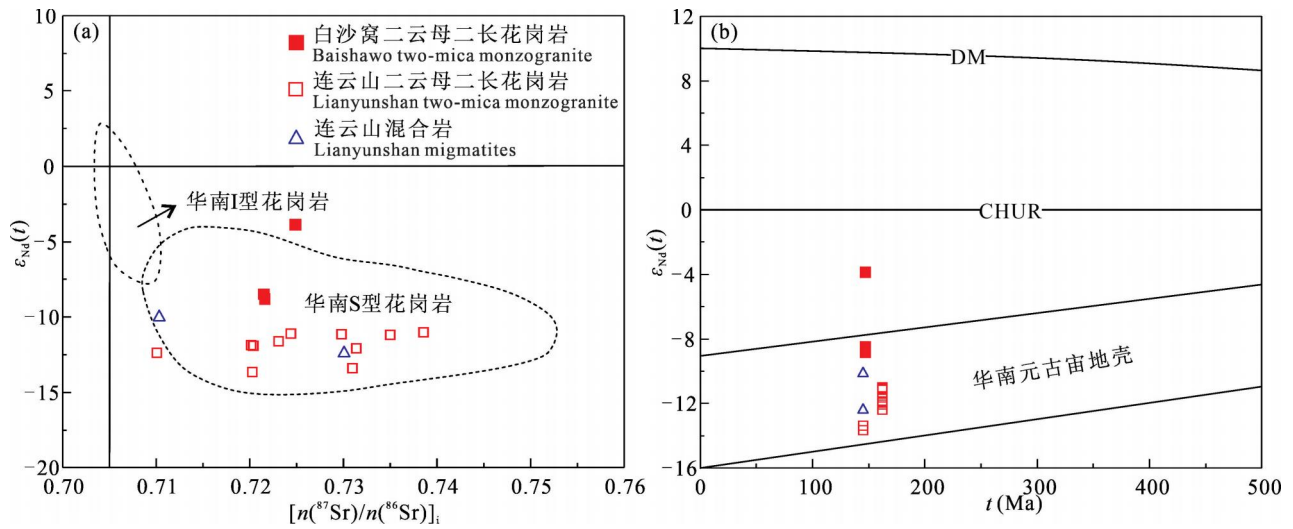 (a)
白沙窝二云母二长花岗岩
Baishawo two-mica monzogranite
连云山二云母二长花岗岩
Lianyunshan two-mica monzogranite
连云山混合岩
Lianyunshan migmatites
华南I型花岗岩
华南S型花岗岩
10
5
0
−5
−10
−15
−20
εNd(t)
0.70
0.71
0.72
0.73
0.74
0.75
0.76
[n(⁸⁷Sr)/n(⁸⁶Sr)]i
(b)
DM
CHUR
华南元古宙地壳
12
8
4
0
−4
−8
−12
−16
εNd(t)
0
100
200
300
400
500
t(Ma)